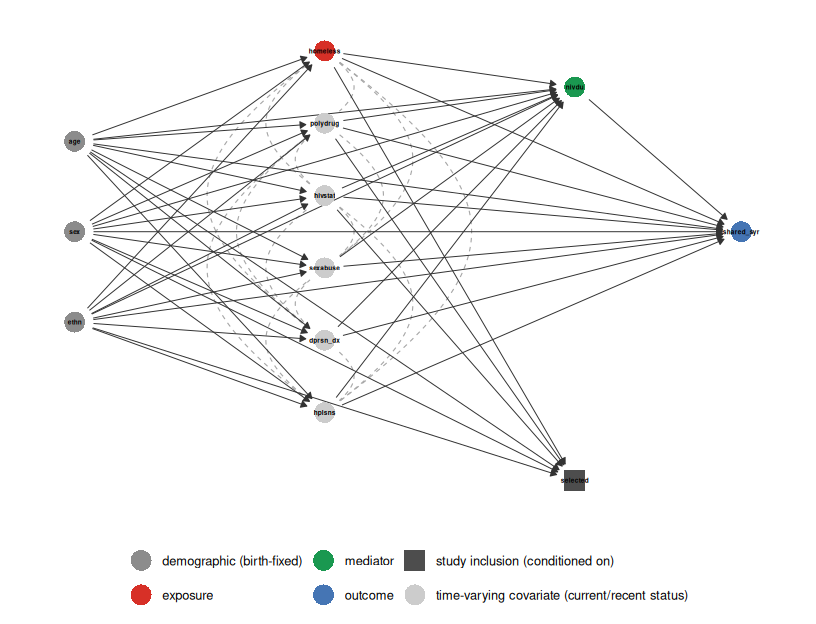 homeless
nivdu
polydrug
age
hivstat
sex
shared_syr
sexabuse
ethn
dprsn_dx
hplsns
selected
demographic (birth-fixed)
mediator
study inclusion (conditioned on)
exposure
outcome
time-varying covariate (current/recent status)